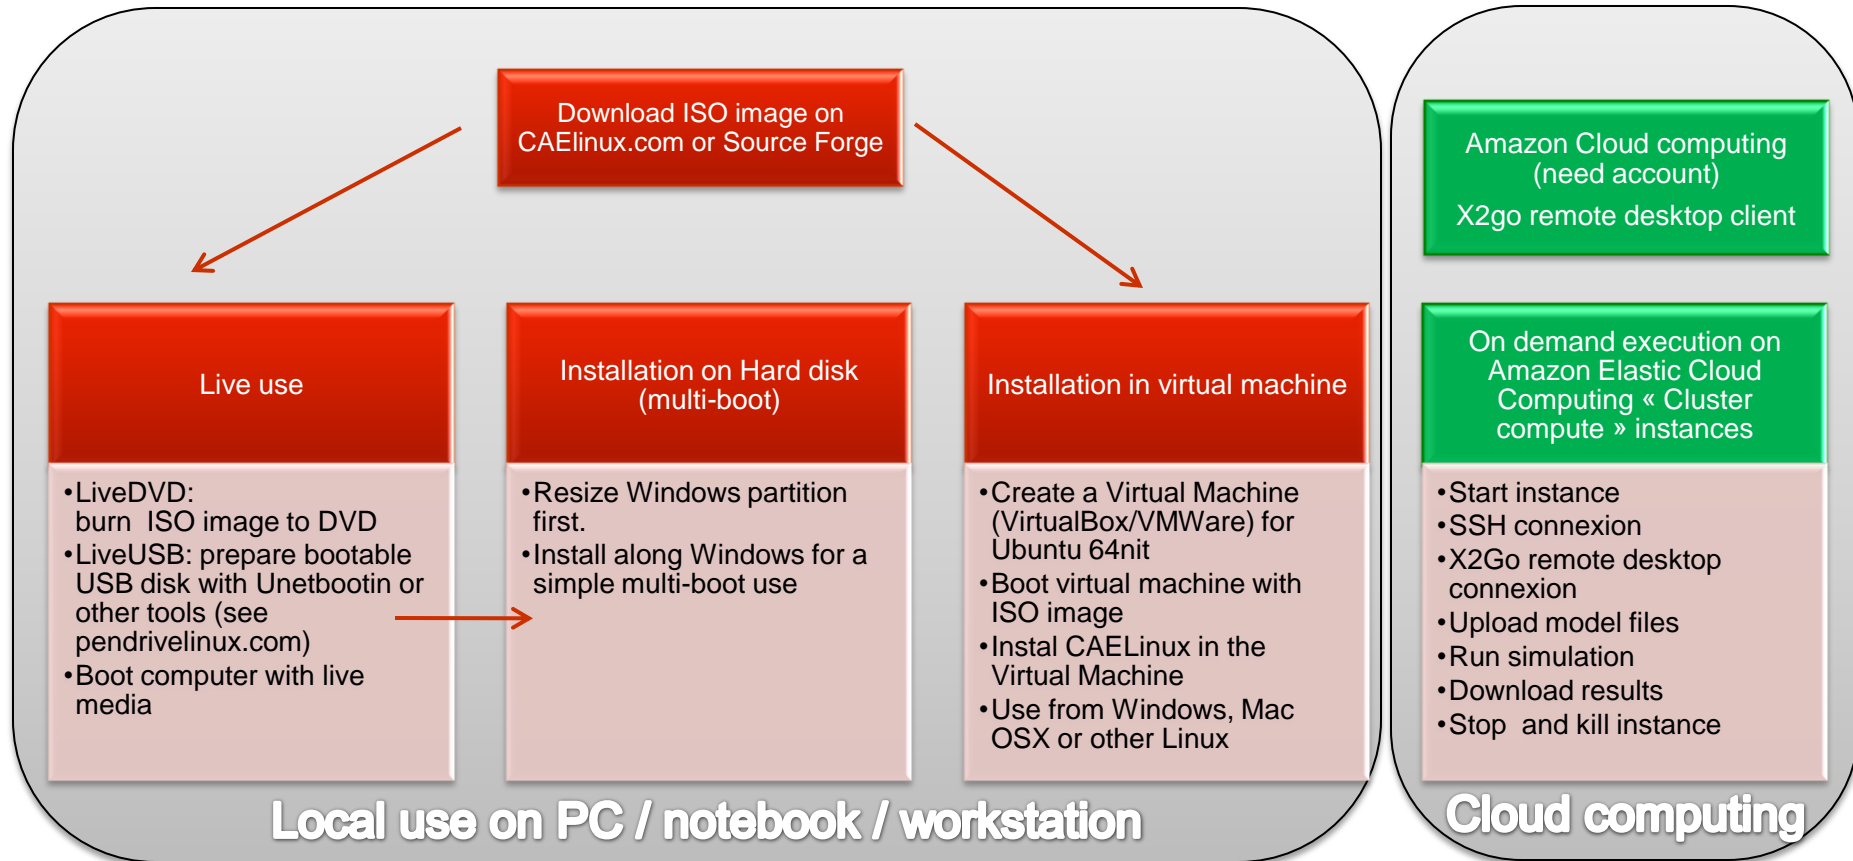 Download ISO image on
CAElinux.com or Source Forge
Live use
•LiveDVD:
burn  ISO image to DVD
•LiveUSB: prepare bootable
USB disk with Unetbootin or
other tools (see
pendrivelinux.com)
•Boot computer with live
media
Installation on Hard disk
(multi-boot)
•Resize Windows partition
first.
•Install along Windows for a
simple multi-boot use
Installation in virtual machine
•Create a Virtual Machine
(VirtualBox/VMWare) for
Ubuntu 64nit
•Boot virtual machine with
ISO image
•Instal CAELinux in the
Virtual Machine
•Use from Windows, Mac
OSX or other Linux
Local use on PC / notebook / workstation
Amazon Cloud computing
(need account)
X2go remote desktop client
On demand execution on
Amazon Elastic Cloud
Computing « Cluster
compute » instances
•Start instance
•SSH connexion
•X2Go remote desktop
connexion
•Upload model files
•Run simulation
•Download results
•Stop  and kill instance
Cloud computing